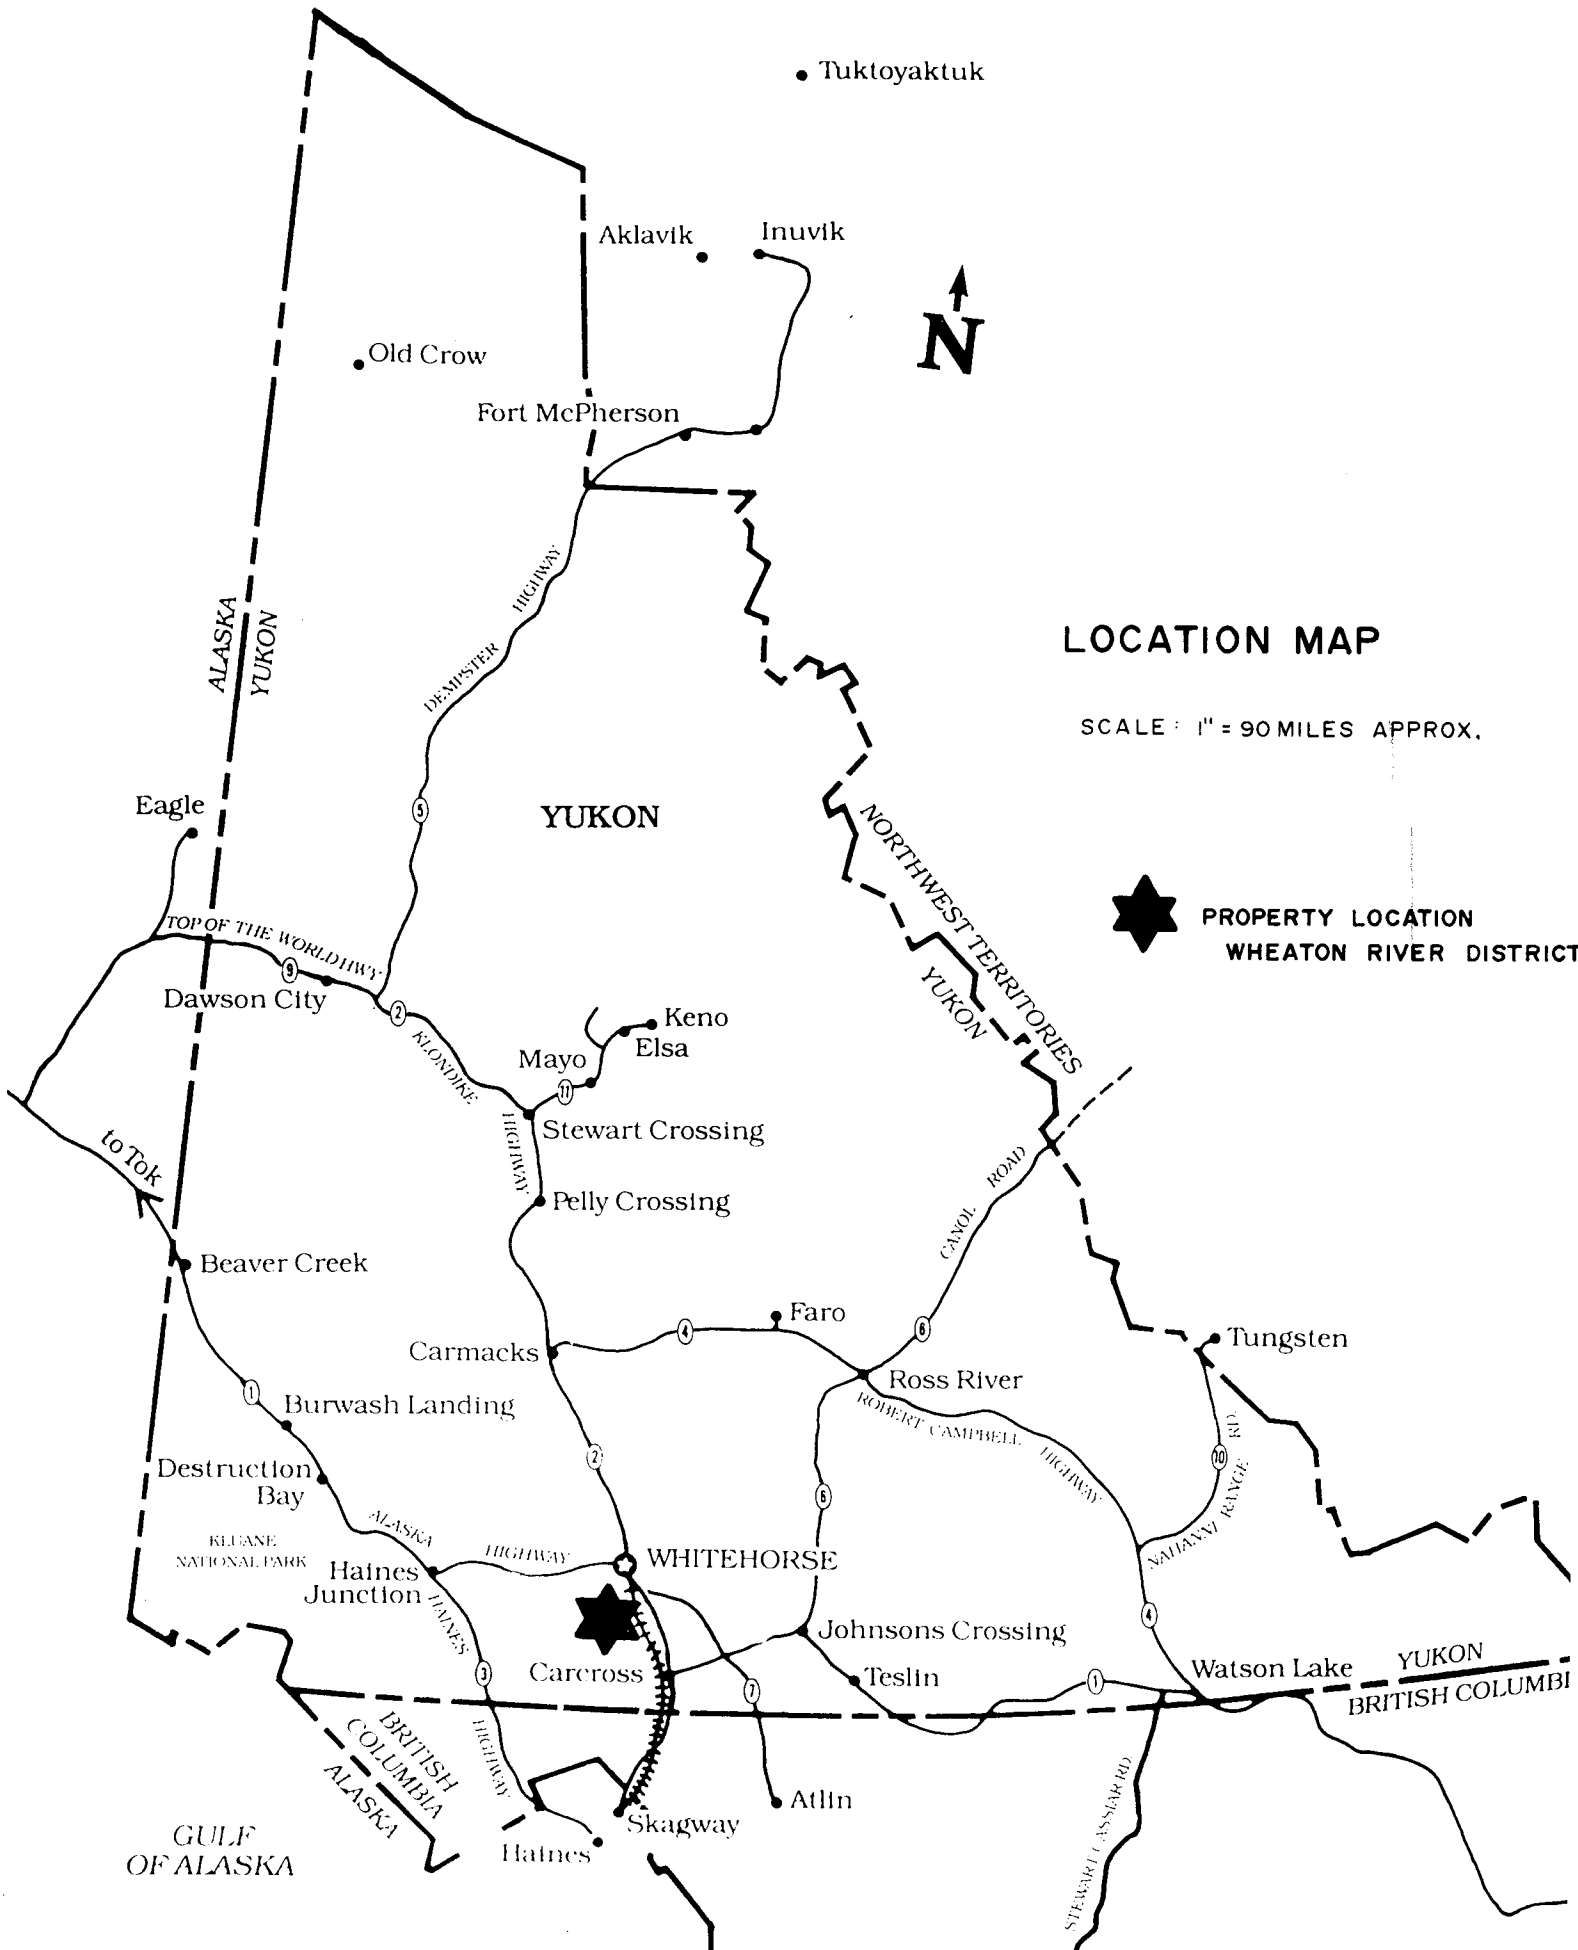 Tuktoyaktuk
Aklavik
Inuvik
N
Old Crow
Fort McPherson
DEMPSTER HIGHWAY
ALASKA
YUKON
LOCATION MAP
SCALE: 1" = 90 MILES APPROX.
Eagle
5
YUKON
NORTHWEST TERRITORIES
YUKON
PROPERTY LOCATION
WHEATON RIVER DISTRICT
TOP OF THE WORLD HWY
9
Dawson City
2
KLONDIKE HIGHWAY
Keno
Elsa
Mayo
11
Stewart Crossing
to Tok
Pelly Crossing
CANOL ROAD
Beaver Creek
Faro
4
6
Tungsten
Carmacks
Ross River
1
Burwash Landing
ROBERT CAMPBELL HIGHWAY
2
10
NAHANNI RANGE RD.
Destruction
Bay
6
ALASKA HIGHWAY
KLUANE
NATIONAL PARK
WHITEHORSE
Haines
Junction
HAINES HIGHWAY
3
4
Johnsons Crossing
Carcross
Teslin
7
1
Watson Lake
YUKON
BRITISH COLUMBI
BRITISH
COLUMBIA
ALASKA
STEWART CASSIAR RD.
Atlin
Skagway
Haines
GULF
OF ALASKA